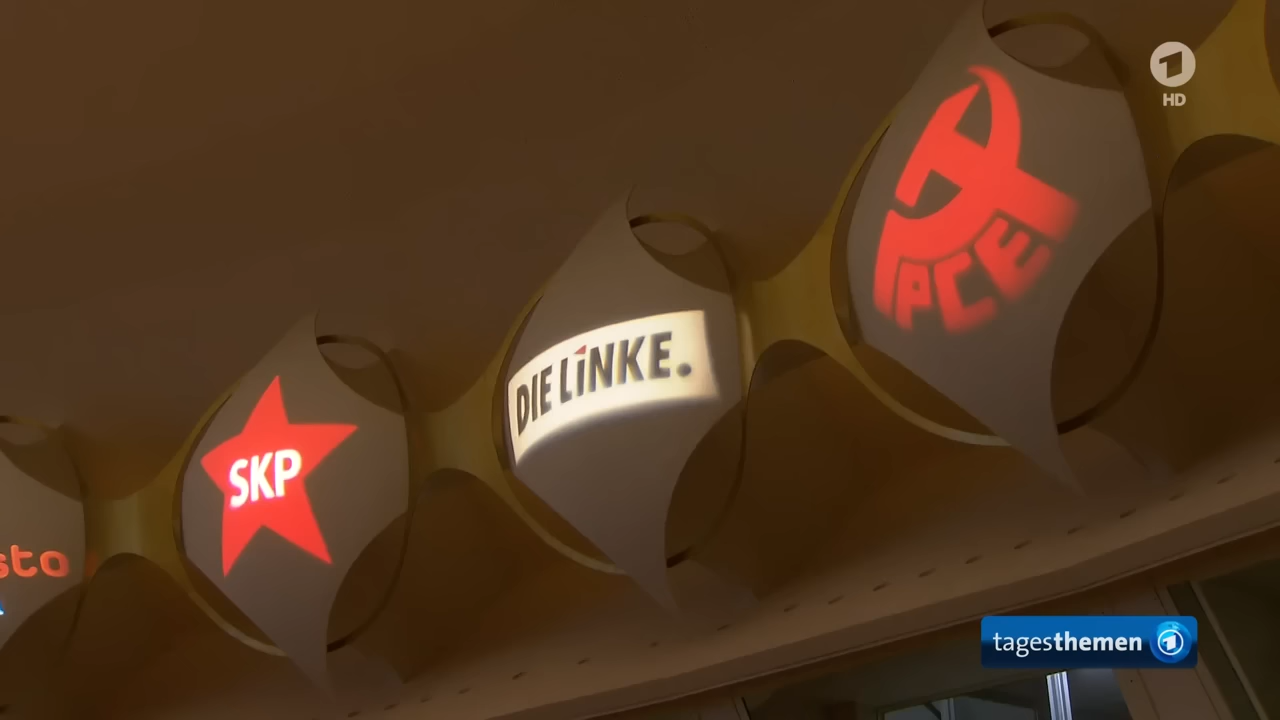 HD
PCE
DIE LINKE.
SKP
sto
tagesthemen